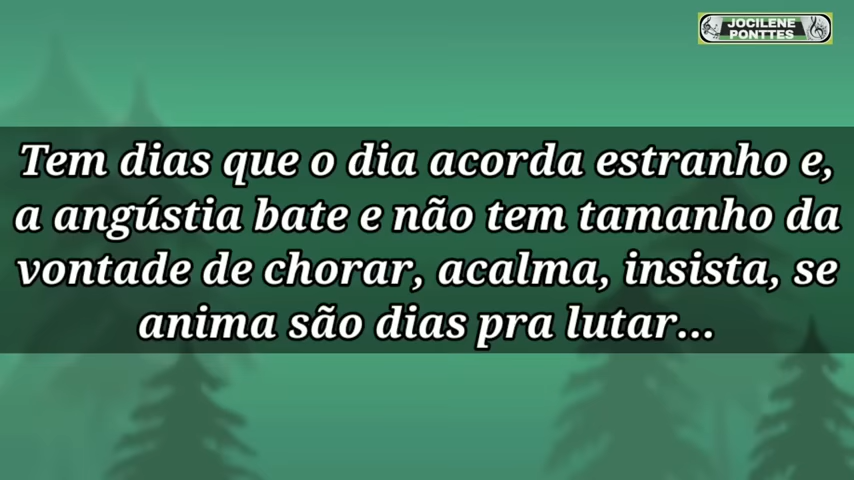 JOCILENE
PONTTES
Tem dias que o dia acorda estranho e,
a angústia bate e não tem tamanho da
vontade de chorar, acalma, insista, se
anima são dias pra lutar...